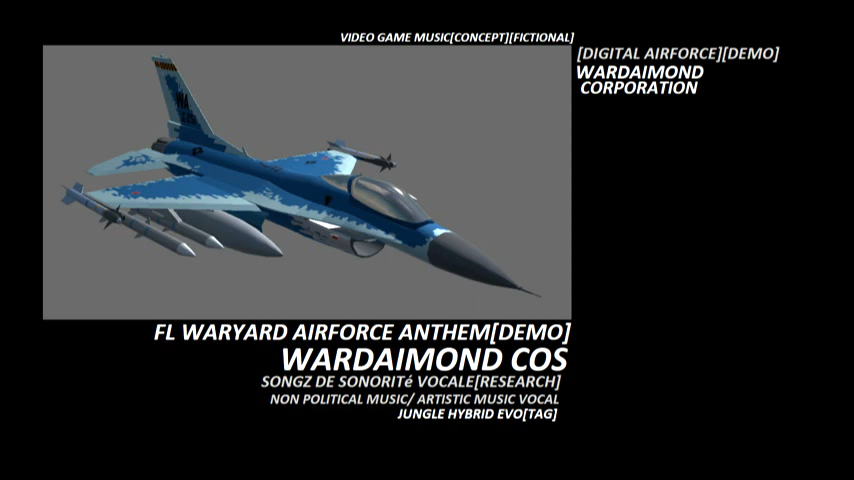 VIDEO GAME MUSIC[CONCEPT][FICTIONAL]
[DIGITAL AIRFORCE][DEMO]
WARDAIMOND
CORPORATION
WA
FL WARYARD AIRFORCE ANTHEM[DEMO]
WARDAIMOND COS
SONGZ DE SONORITé VOCALE[RESEARCH]
NON POLITICAL MUSIC/ ARTISTIC MUSIC VOCAL
JUNGLE HYBRID EVO[TAG]